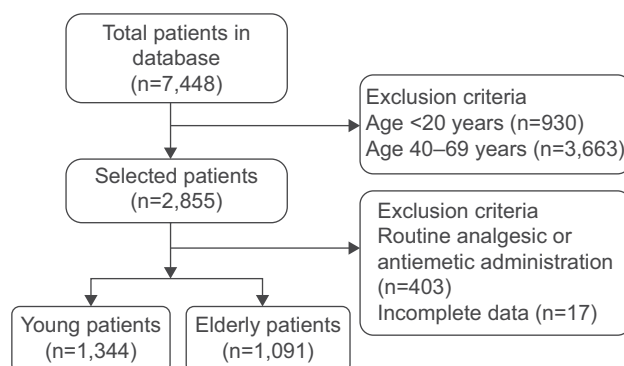 Total patients in
database
(n=7,448)
Exclusion criteria
Age <20 years (n=930)
Age 40–69 years (n=3,663)
Selected patients
(n=2,855)
Exclusion criteria
Routine analgesic or
antiemetic administration
(n=403)
Incomplete data (n=17)
Young patients
(n=1,344)
Elderly patients
(n=1,091)